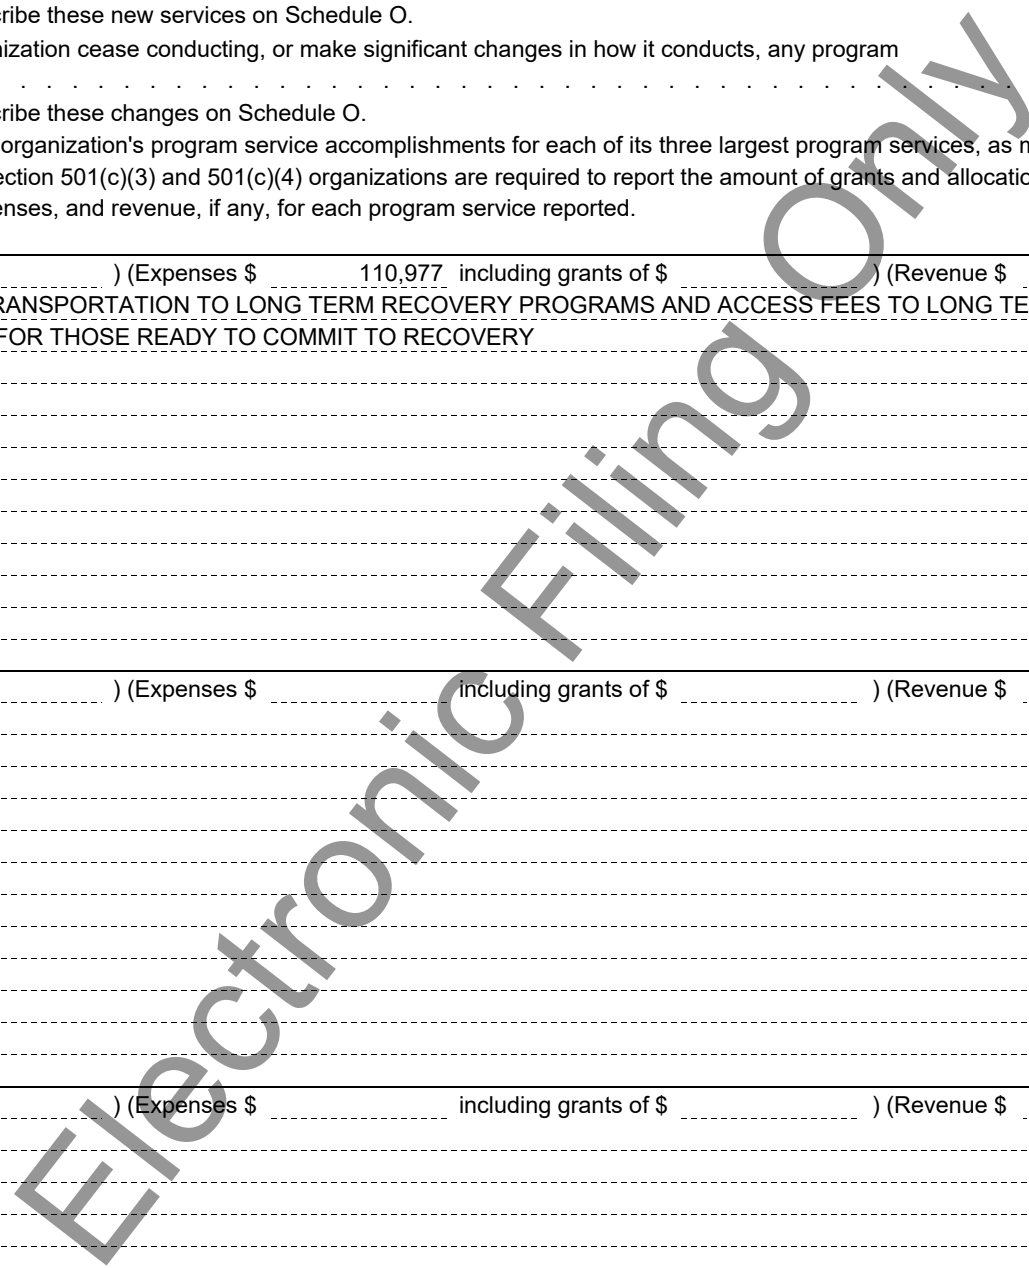 cribe these new services on Schedule O.
nization cease conducting, or make significant changes in how it conducts, any program
. . . . . . . . . . . . . . . . . . . . . . . . . . . . . . . . . . . . . . .
cribe these changes on Schedule O.
organization's program service accomplishments for each of its three largest program services, as m
ection 501(c)(3) and 501(c)(4) organizations are required to report the amount of grants and allocatio
enses, and revenue, if any, for each program service reported.
) (Expenses $ 110,977 including grants of $ ) (Revenue $
RANSPORTATION TO LONG TERM RECOVERY PROGRAMS AND ACCESS FEES TO LONG TE
FOR THOSE READY TO COMMIT TO RECOVERY
) (Expenses $ including grants of $ ) (Revenue $
) (Expenses $ including grants of $ ) (Revenue $
Electronic Filing Only